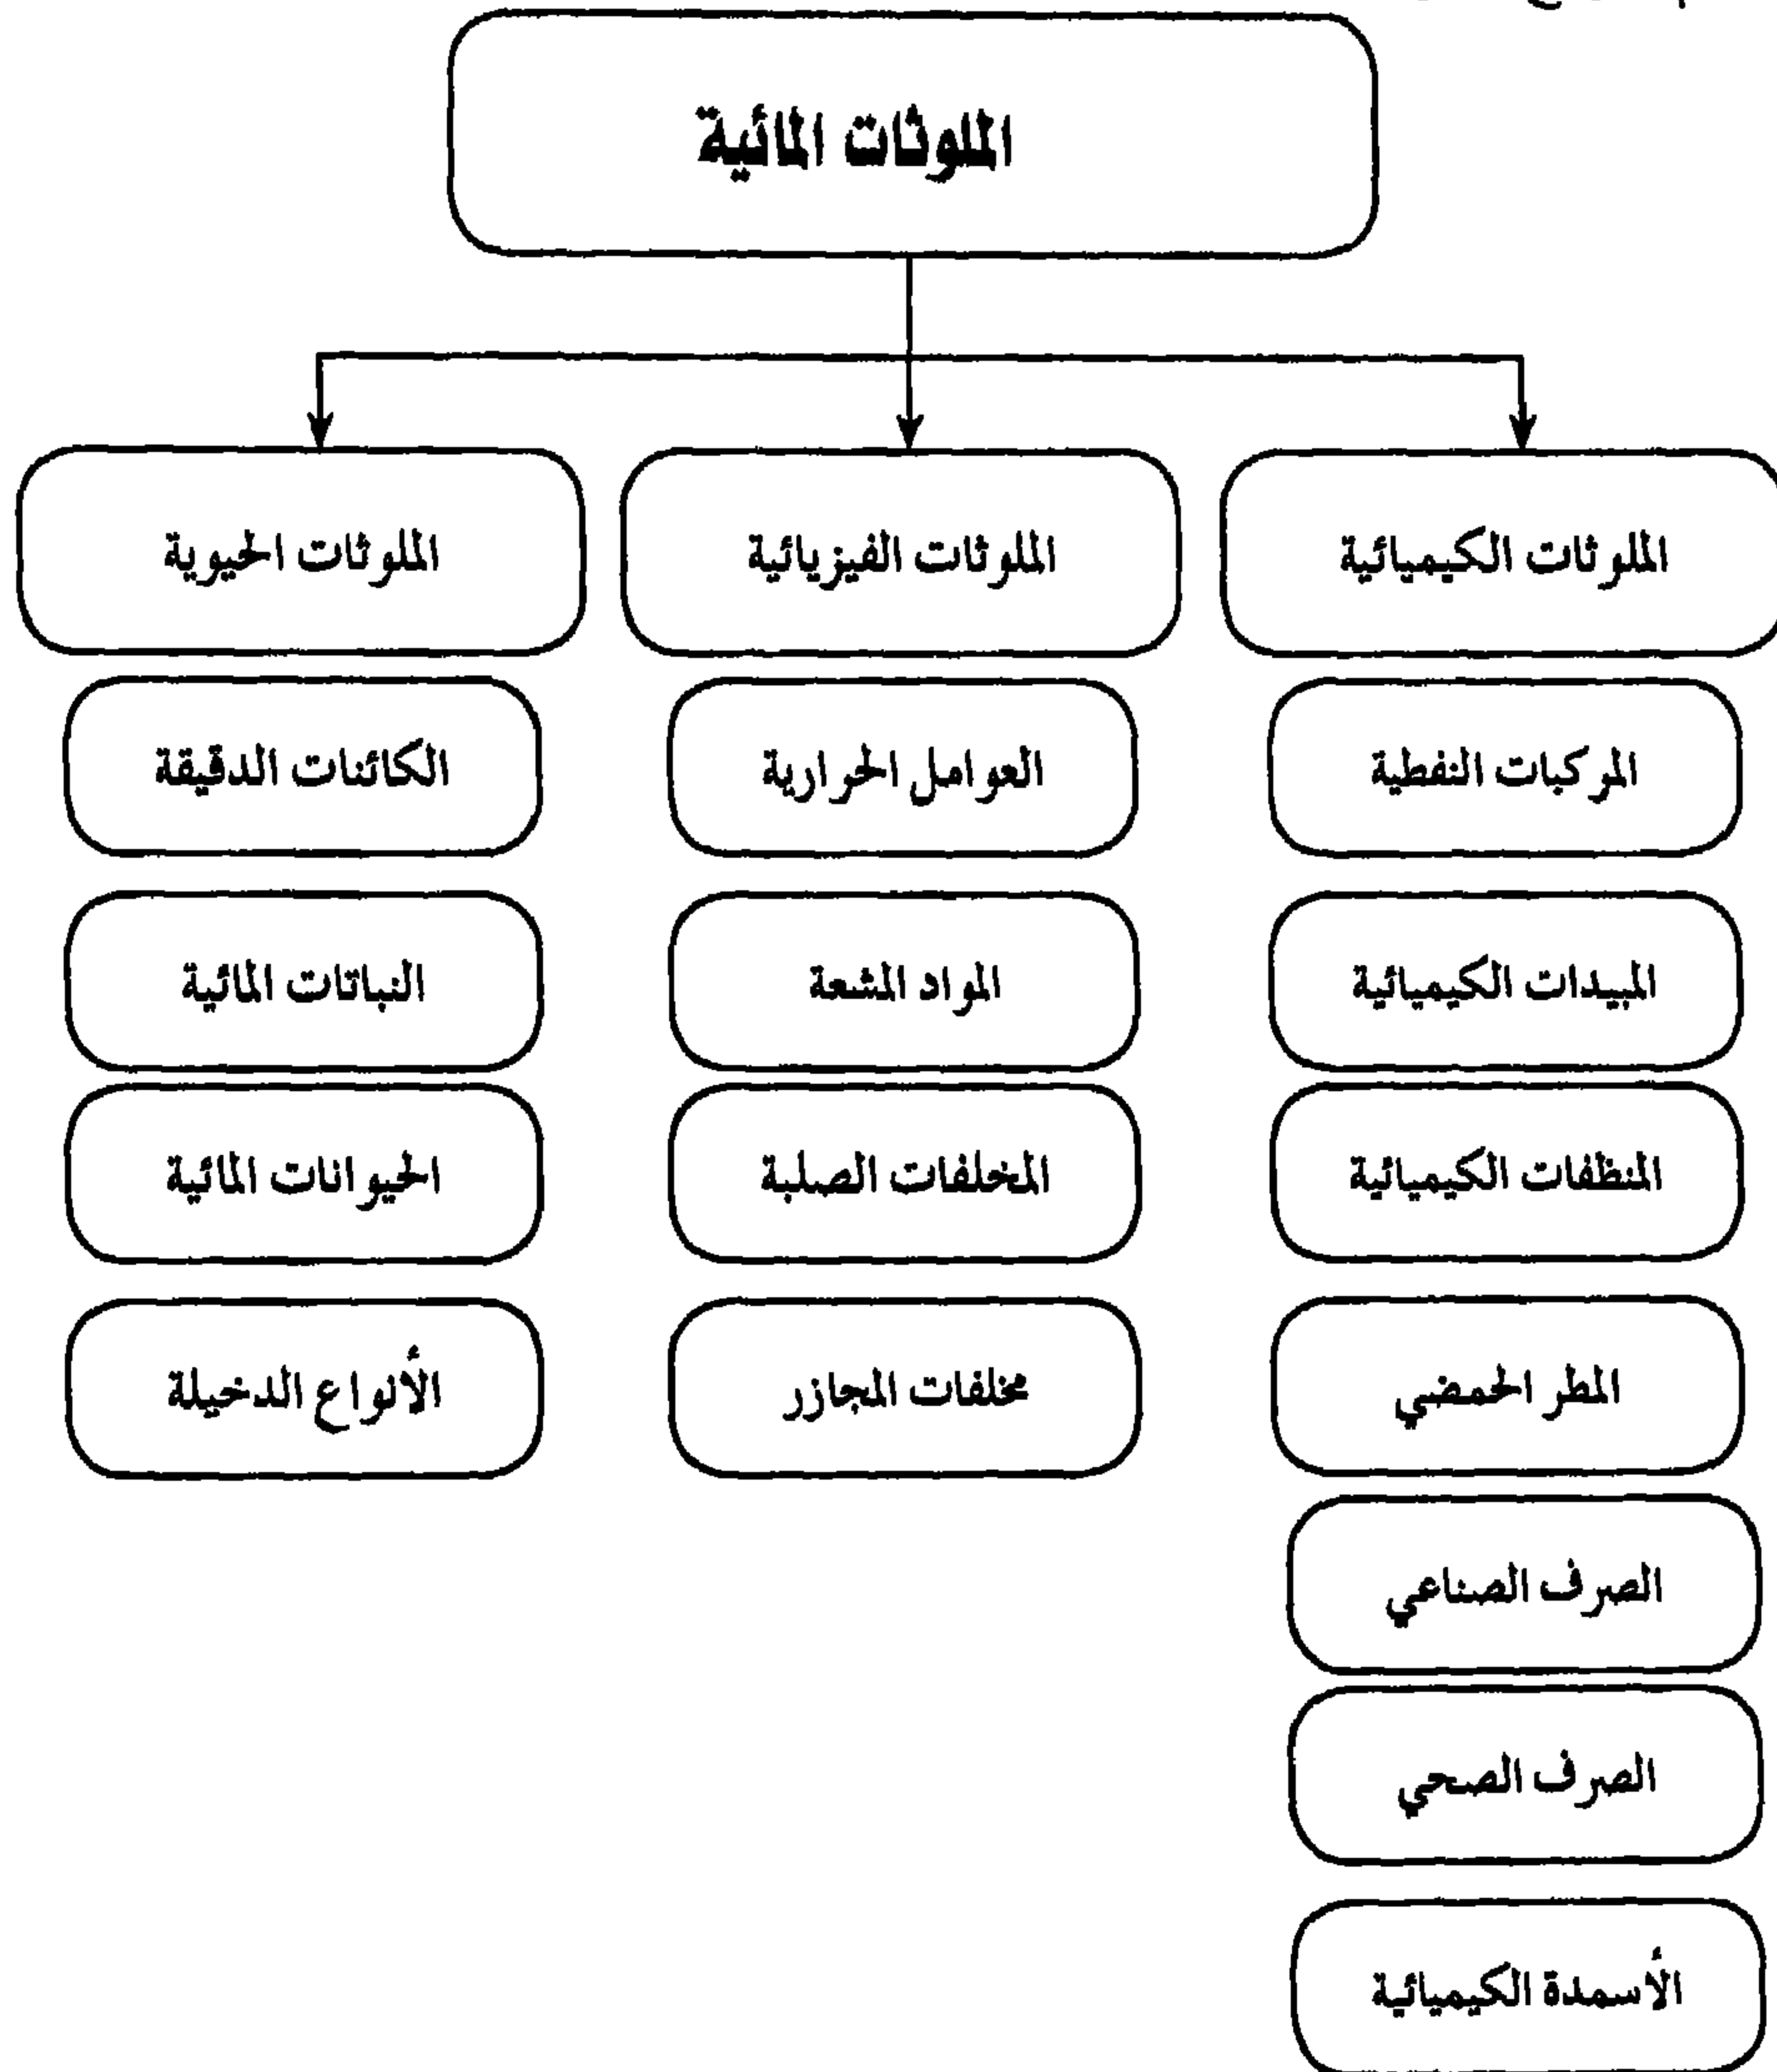 الملوثات المائية
الملوثات الكيميائية
الملوثات الفيزيائية
الملوثات الحيوية
المركبات النفطية
العوامل الحرارية
الكائنات الدقيقة
المبيدات الكيميائية
المواد المشعة
النباتات المائية
المنظفات الكيميائية
المخلفات الصلبة
الحيوانات المائية
المطر الحمضي
مخلفات المجازر
الأنواع الدخيلة
الصرف الصناعي
الصرف الصحي
الأسمدة الكيميائية